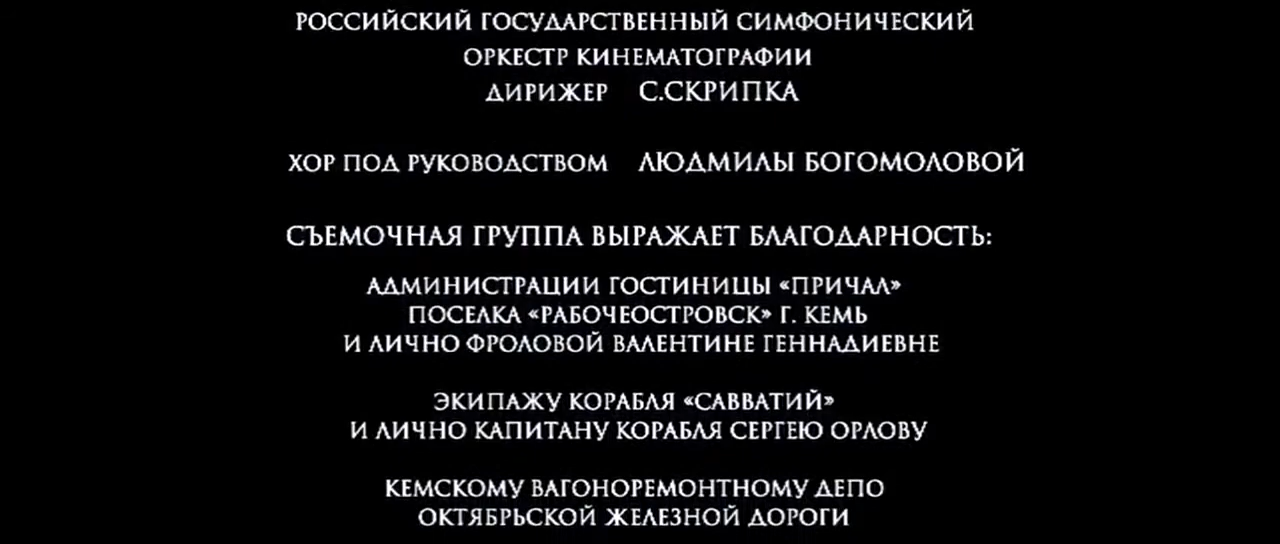 РОССИЙСКИЙ ГОСУДАРСТВЕННЫЙ СИМФОНИЧЕСКИЙ
ОРКЕСТР КИНЕМАТОГРАФИИ
ДИРИЖЕР С.СКРИПКА
ХОР ПОД РУКОВОДСТВОМ ЛЮДМИЛЫ БОГОМОЛОВОЙ
СЪЕМОЧНАЯ ГРУППА ВЫРАЖАЕТ БЛАГОДАРНОСТЬ:
АДМИНИСТРАЦИИ ГОСТИНИЦЫ «ПРИЧАЛ»
ПОСЕЛКА «РАБОЧЕОСТРОВСК» Г. КЕМЬ
И ЛИЧНО ФРОЛОВОЙ ВАЛЕНТИНЕ ГЕННАДИЕВНЕ
ЭКИПАЖУ КОРАБЛЯ «САВВАТИЙ»
И ЛИЧНО КАПИТАНУ КОРАБЛЯ СЕРГЕЮ ОРЛОВУ
КЕМСКОМУ ВАГОНОРЕМОНТНОМУ ДЕПО
ОКТЯБРЬСКОЙ ЖЕЛЕЗНОЙ ДОРОГИ